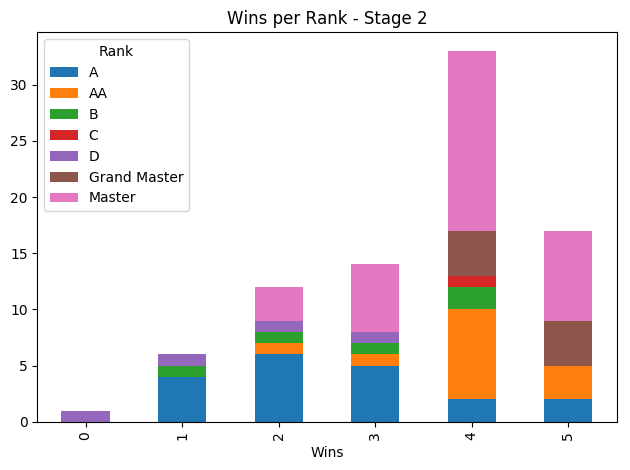 Wins per Rank - Stage 2
Rank
A
AA
B
C
D
Grand Master
Master
30
25
20
15
10
5
0
0 1 2 3 4 5
Wins